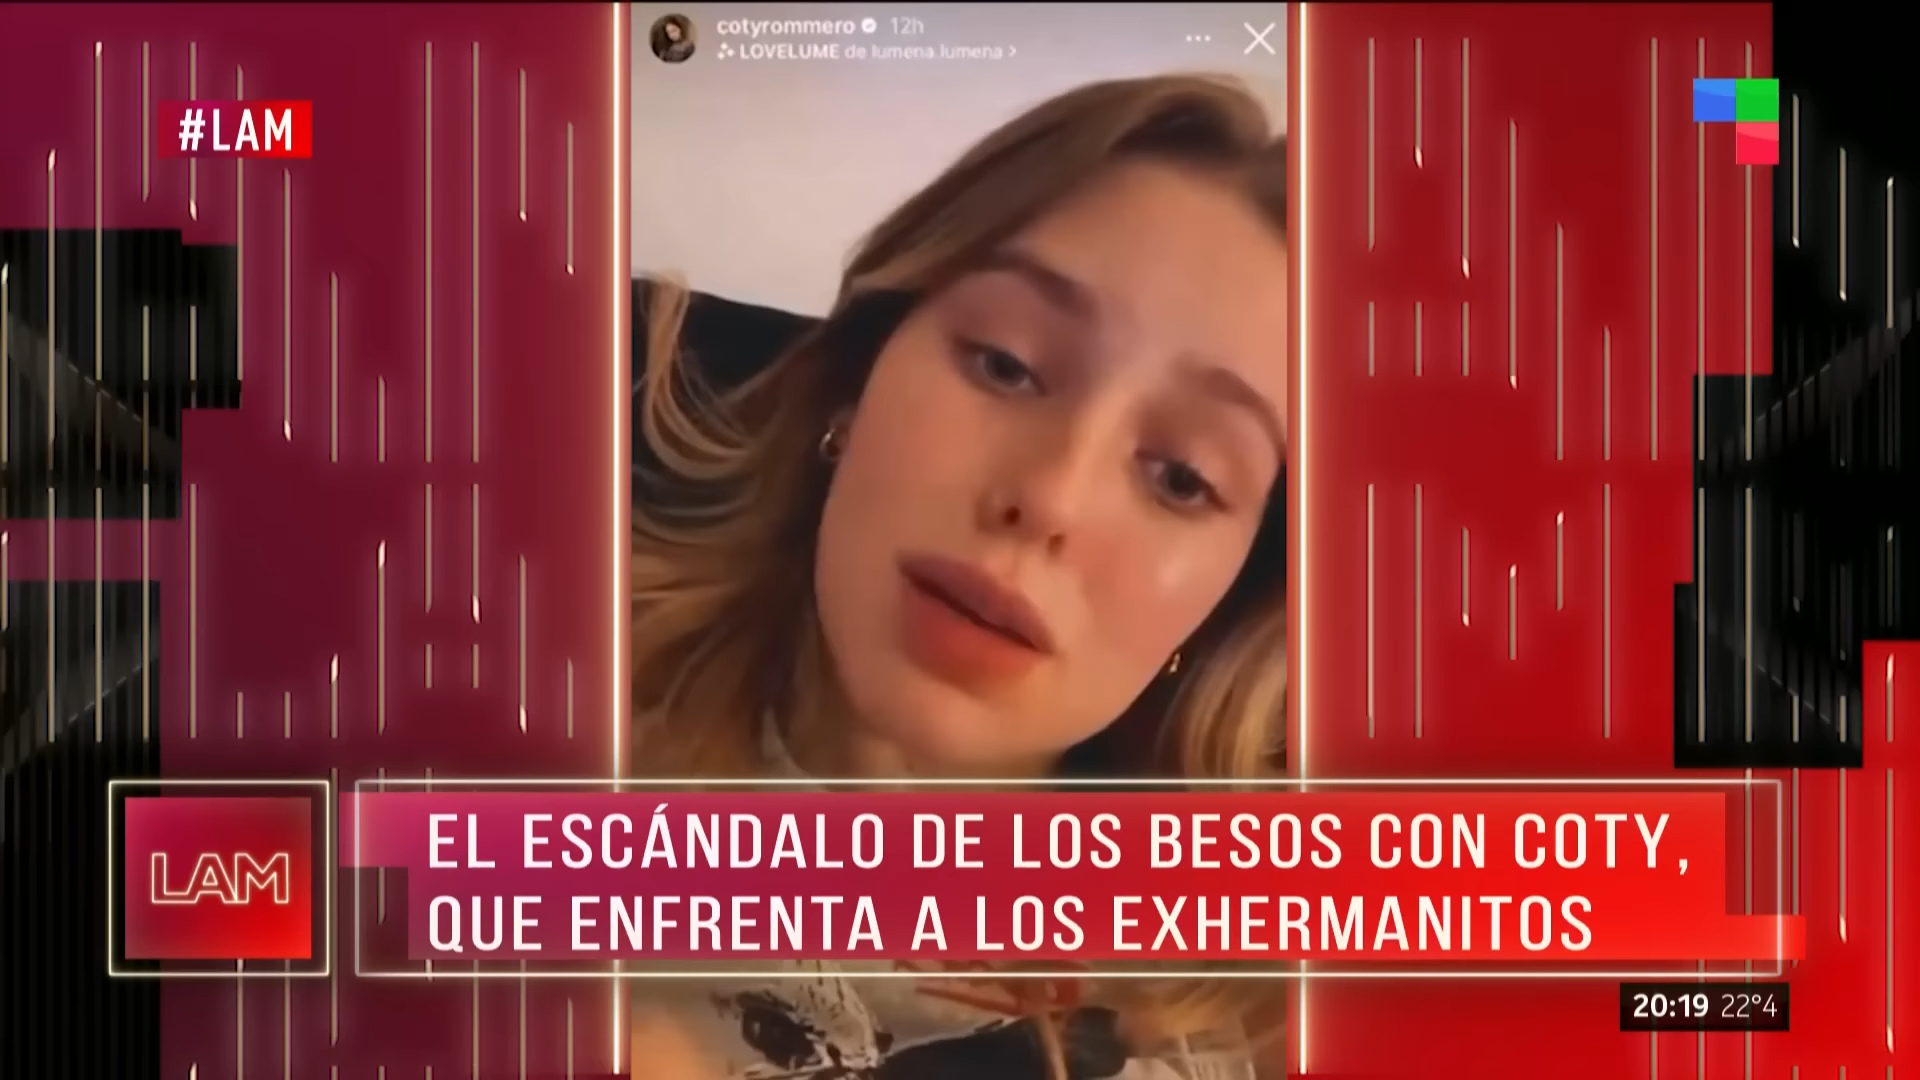 cotyrommero 12h
LOVELUME de lumena.lumena >
#LAM
LAM
EL ESCÁNDALO DE LOS BESOS CON COTY,
QUE ENFRENTA A LOS EXHERMANITOS
20:19 22°4